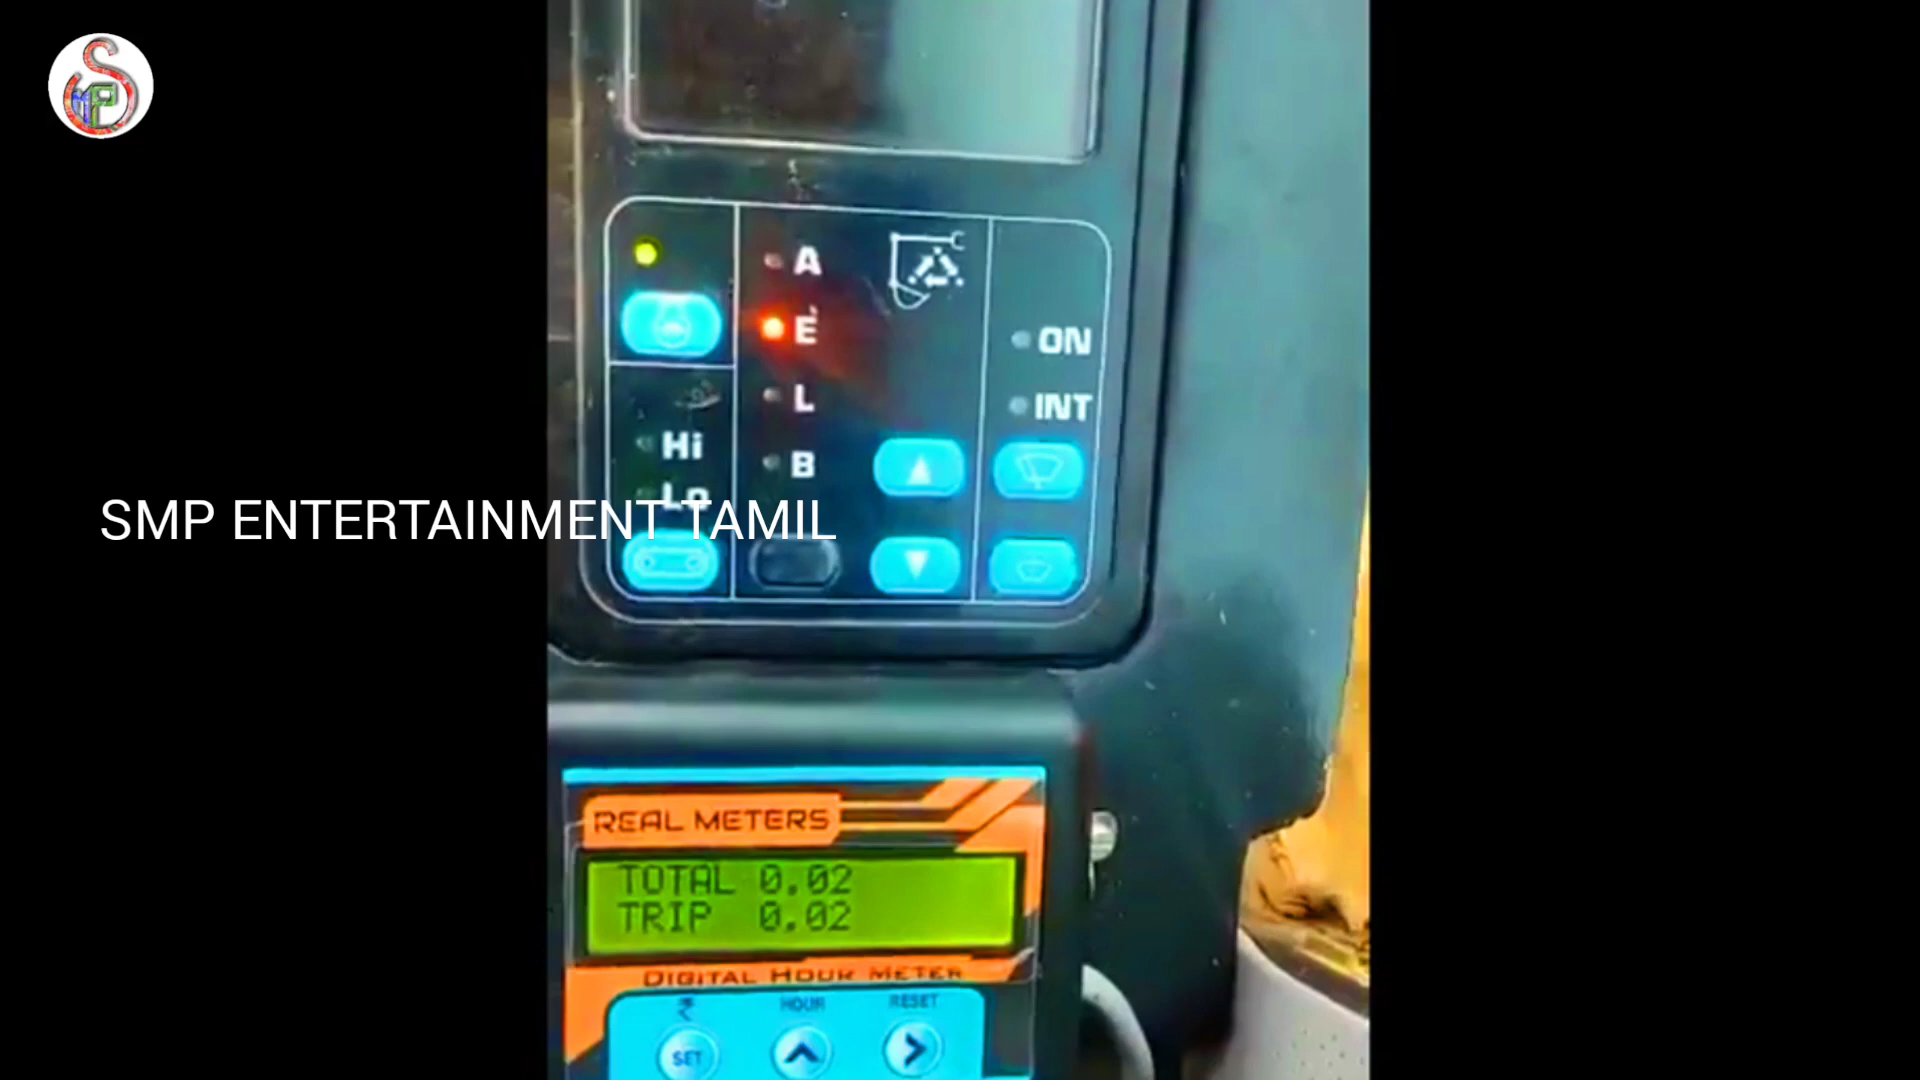 A
E
L
B
ON
INT
Hi
Lo
SMP ENTERTAINMENT TAMIL
REAL METERS
TOTAL 0.02
TRIP 0.02
DIGITAL HOUR METER
₹ HOUR RESET
SET